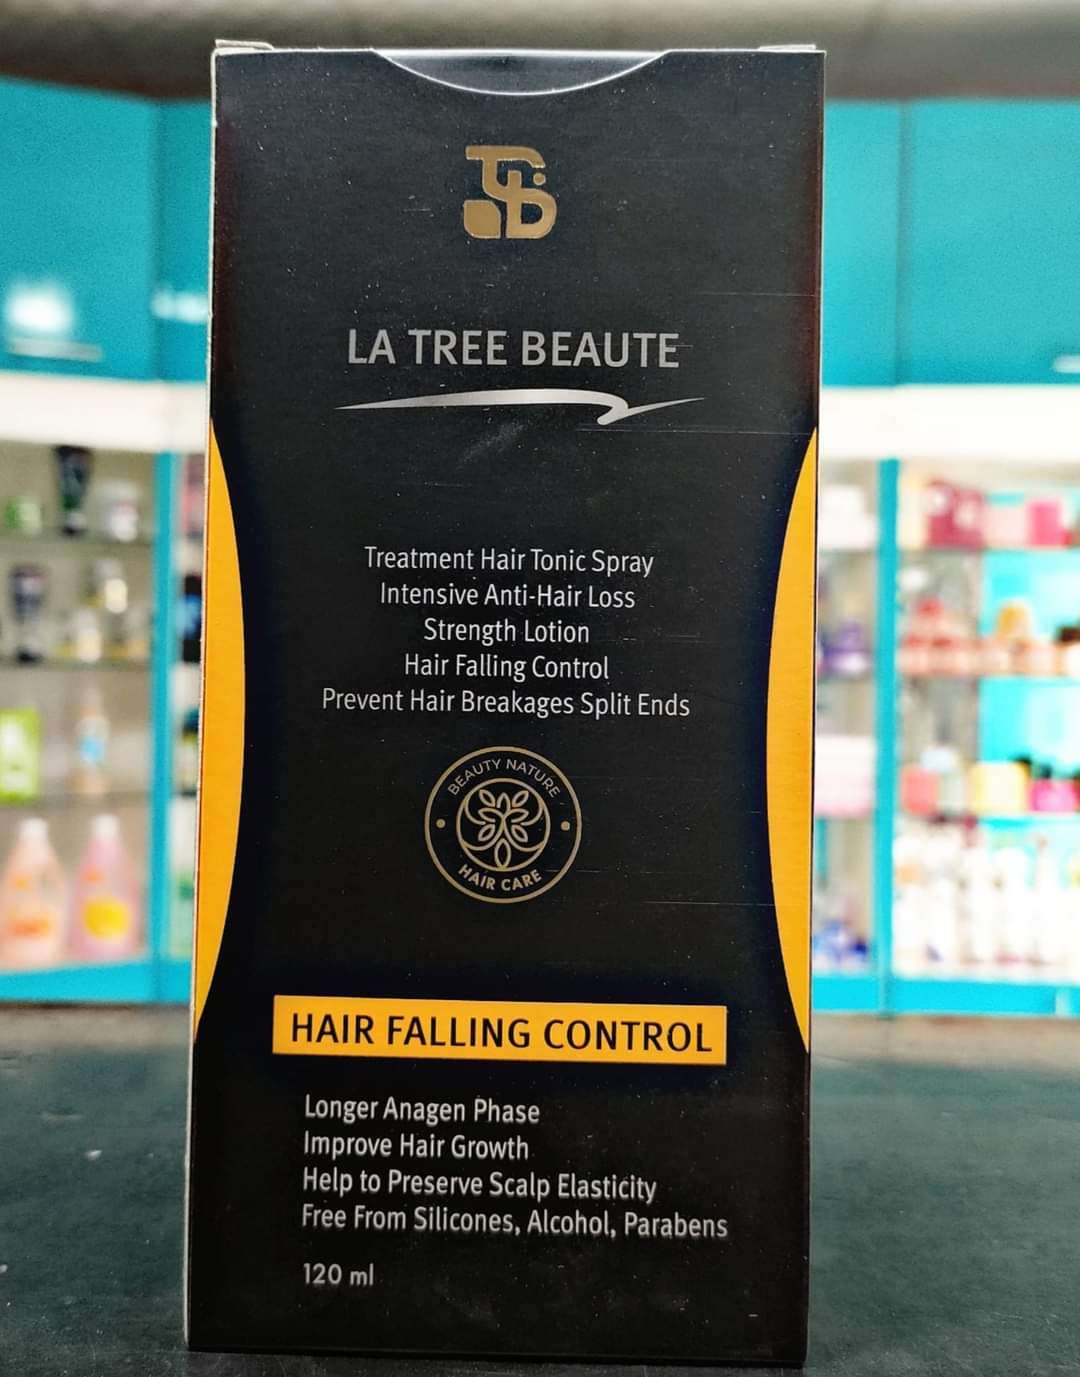 LA TREE BEAUTE
Treatment Hair Tonic Spray
Intensive Anti-Hair Loss
Strength Lotion
Hair Falling Control
Prevent Hair Breakages Split Ends
BEAUTY NATURE
HAIR CARE
HAIR FALLING CONTROL
Longer Anagen Phase
Improve Hair Growth
Help to Preserve Scalp Elasticity
Free From Silicones, Alcohol, Parabens
120 ml